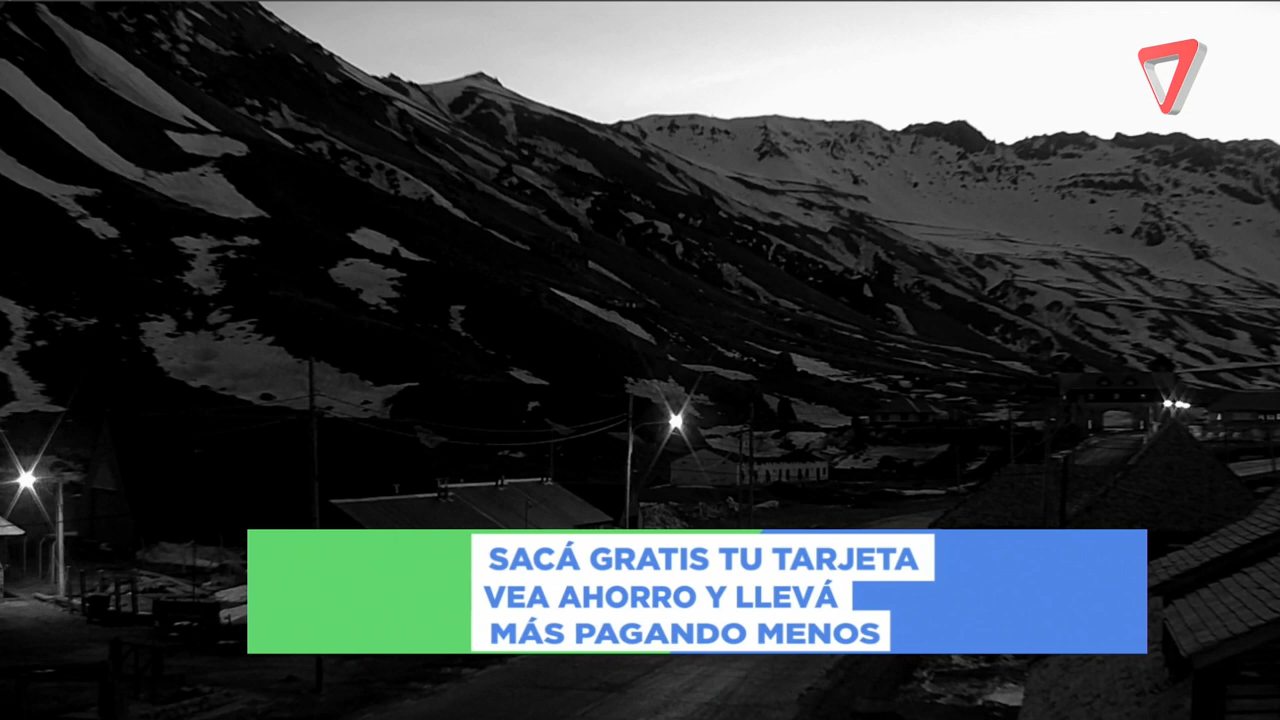 SACÁ GRATIS TU TARJETA
VEA AHORRO Y LLEVÁ
MÁS PAGANDO MENOS